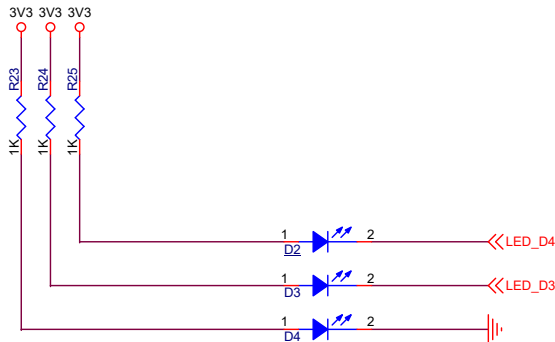 3V3 3V3 3V3
R23 R24 R25
1K 1K 1K
1 2 LED_D4
D2
1 2 LED_D3
D3
1 2
D4